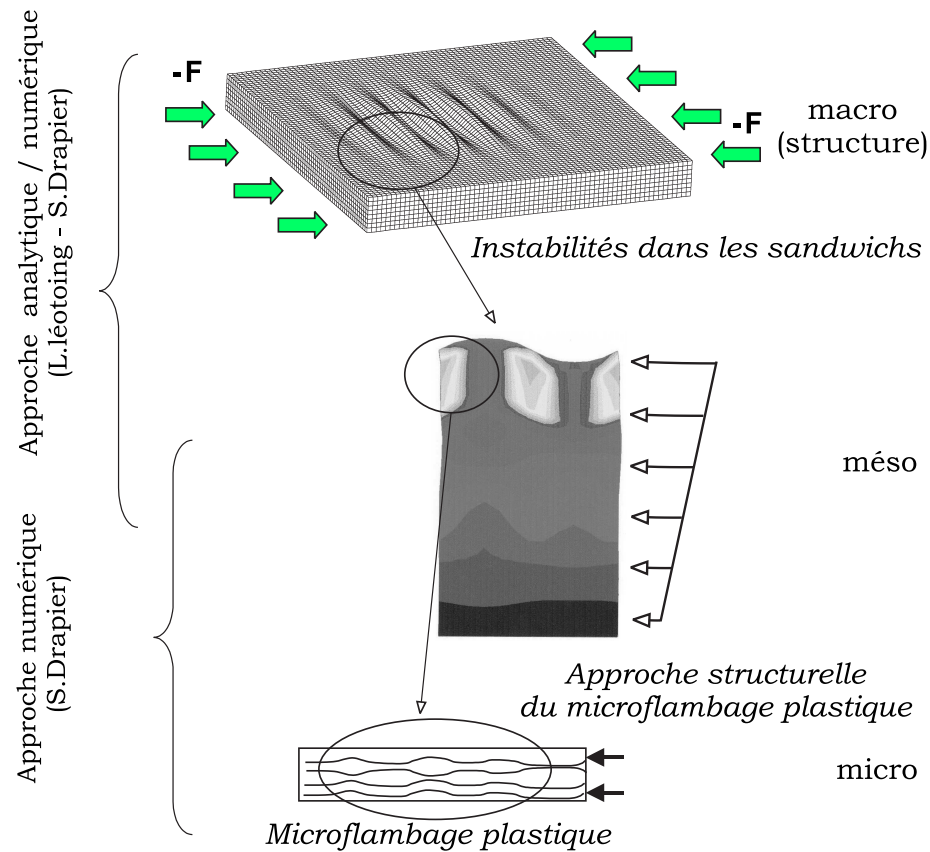 -F
-F
macro
(structure)
Approche analytique / numérique
(L.léotoing - S.Drapier)
Instabilités dans les sandwichs
méso
Approche numérique
(S.Drapier)
Approche structurelle
du microflambage plastique
micro
Microflambage plastique